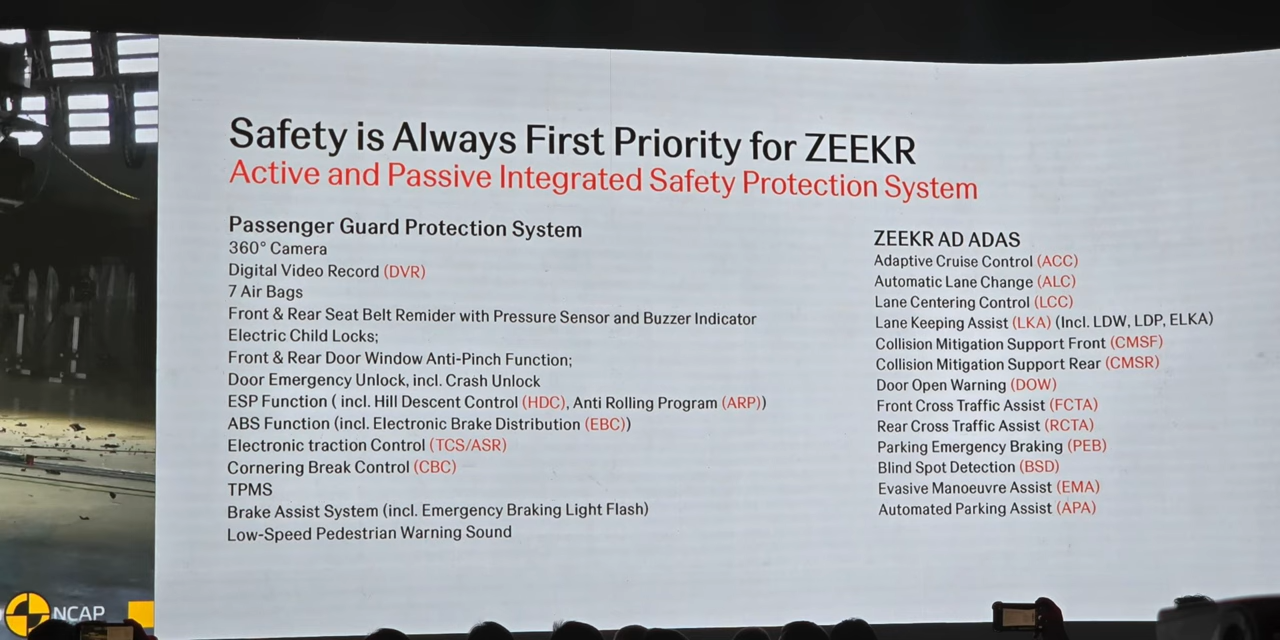 Safety is Always First Priority for ZEEKR
Active and Passive Integrated Safety Protection System
Passenger Guard Protection System
360° Camera
Digital Video Record (DVR)
7 Air Bags
Front & Rear Seat Belt Remider with Pressure Sensor and Buzzer Indicator
Electric Child Locks;
Front & Rear Door Window Anti-Pinch Function;
Door Emergency Unlock, incl. Crash Unlock
ESP Function ( incl. Hill Descent Control (HDC), Anti Rolling Program (ARP))
ABS Function (incl. Electronic Brake Distribution (EBC))
Electronic traction Control (TCS/ASR)
Cornering Break Control (CBC)
TPMS
Brake Assist System (incl. Emergency Braking Light Flash)
Low-Speed Pedestrian Warning Sound
ZEEKR AD ADAS
Adaptive Cruise Control (ACC)
Automatic Lane Change (ALC)
Lane Centering Control (LCC)
Lane Keeping Assist (LKA) (Incl. LDW, LDP, ELKA)
Collision Mitigation Support Front (CMSF)
Collision Mitigation Support Rear (CMSR)
Door Open Warning (DOW)
Front Cross Traffic Assist (FCTA)
Rear Cross Traffic Assist (RCTA)
Parking Emergency Braking (PEB)
Blind Spot Detection (BSD)
Evasive Manoeuvre Assist (EMA)
Automated Parking Assist (APA)
NCAP